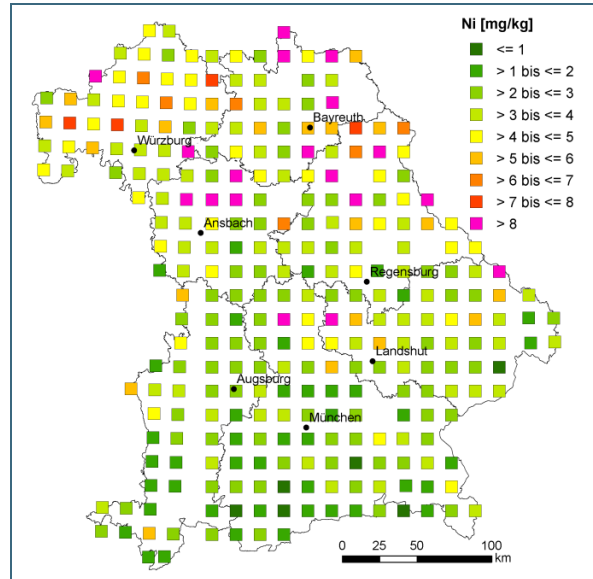 Ni [mg/kg]
<= 1
> 1 bis <= 2
> 2 bis <= 3
> 3 bis <= 4
> 4 bis <= 5
> 5 bis <= 6
> 6 bis <= 7
> 7 bis <= 8
> 8
Bayreuth
Würzburg
Ansbach
Regensburg
Landshut
Augsburg
München
0 25 50 100
km